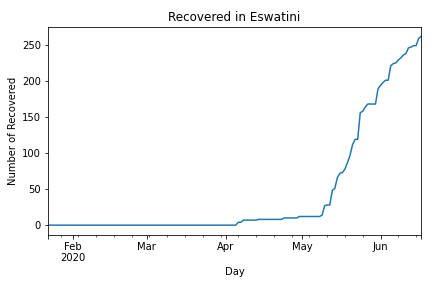 Recovered in Eswatini
Number of Recovered
250
200
150
100
50
0
Feb
2020
Mar
Apr
May
Jun
Day